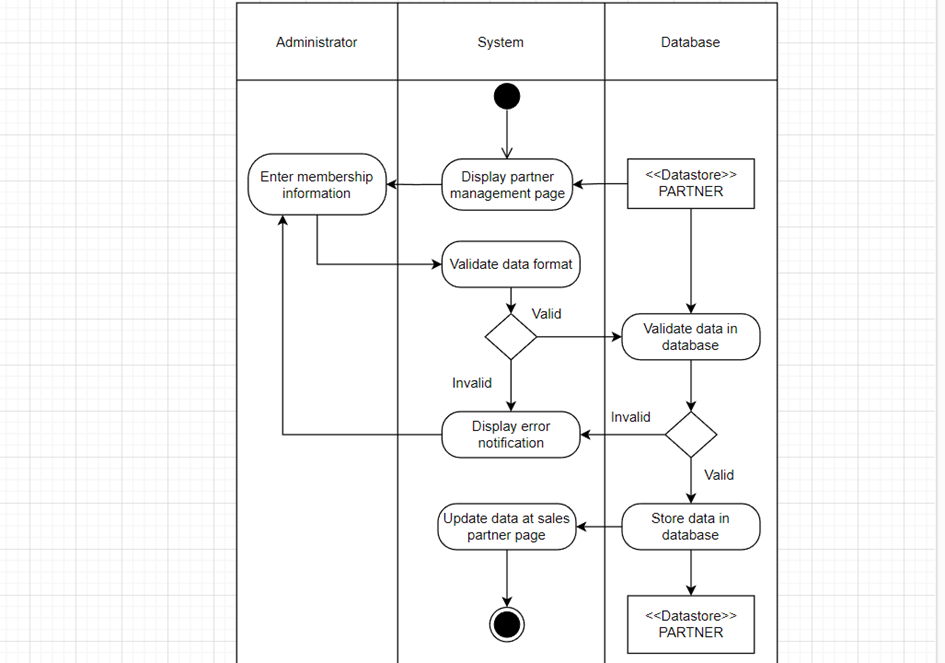 Administrator
System
Database
Enter membership
information
Display partner
management page
<<Datastore>>
PARTNER
Validate data format
Valid
Validate data in
database
Invalid
Display error
notification
Invalid
Valid
Update data at sales
partner page
Store data in
database
<<Datastore>>
PARTNER